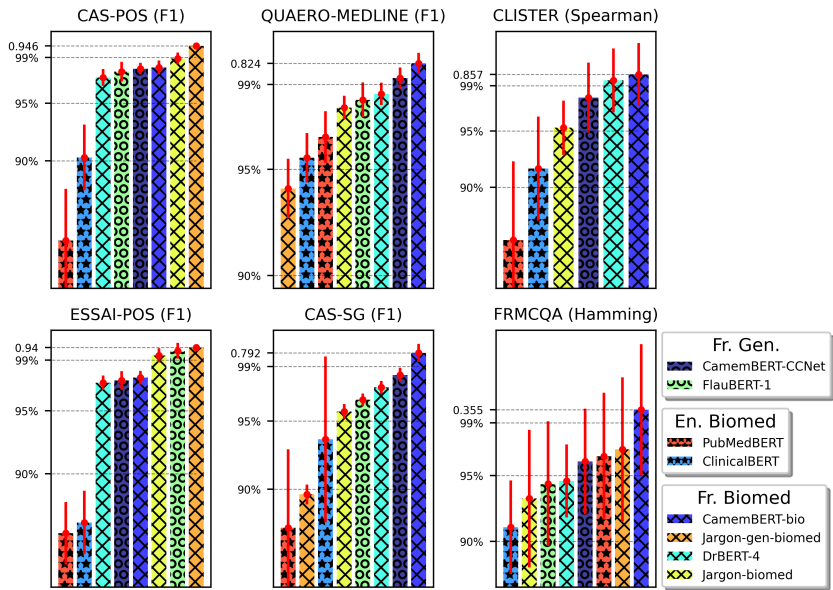 CAS-POS (F1)
0.946
99%
95%
90%
QUAERO-MEDLINE (F1)
0.824
99%
95%
90%
CLISTER (Spearman)
0.857
99%
95%
90%
ESSAI-POS (F1)
0.94
99%
95%
90%
CAS-SG (F1)
0.792
99%
95%
90%
FRMCQA (Hamming)
0.355
99%
95%
90%
Fr. Gen.
CamemBERT-CCNet
FlauBERT-1
En. Biomed
PubMedBERT
ClinicalBERT
Fr. Biomed
CamemBERT-bio
Jargon-gen-biomed
DrBERT-4
Jargon-biomed